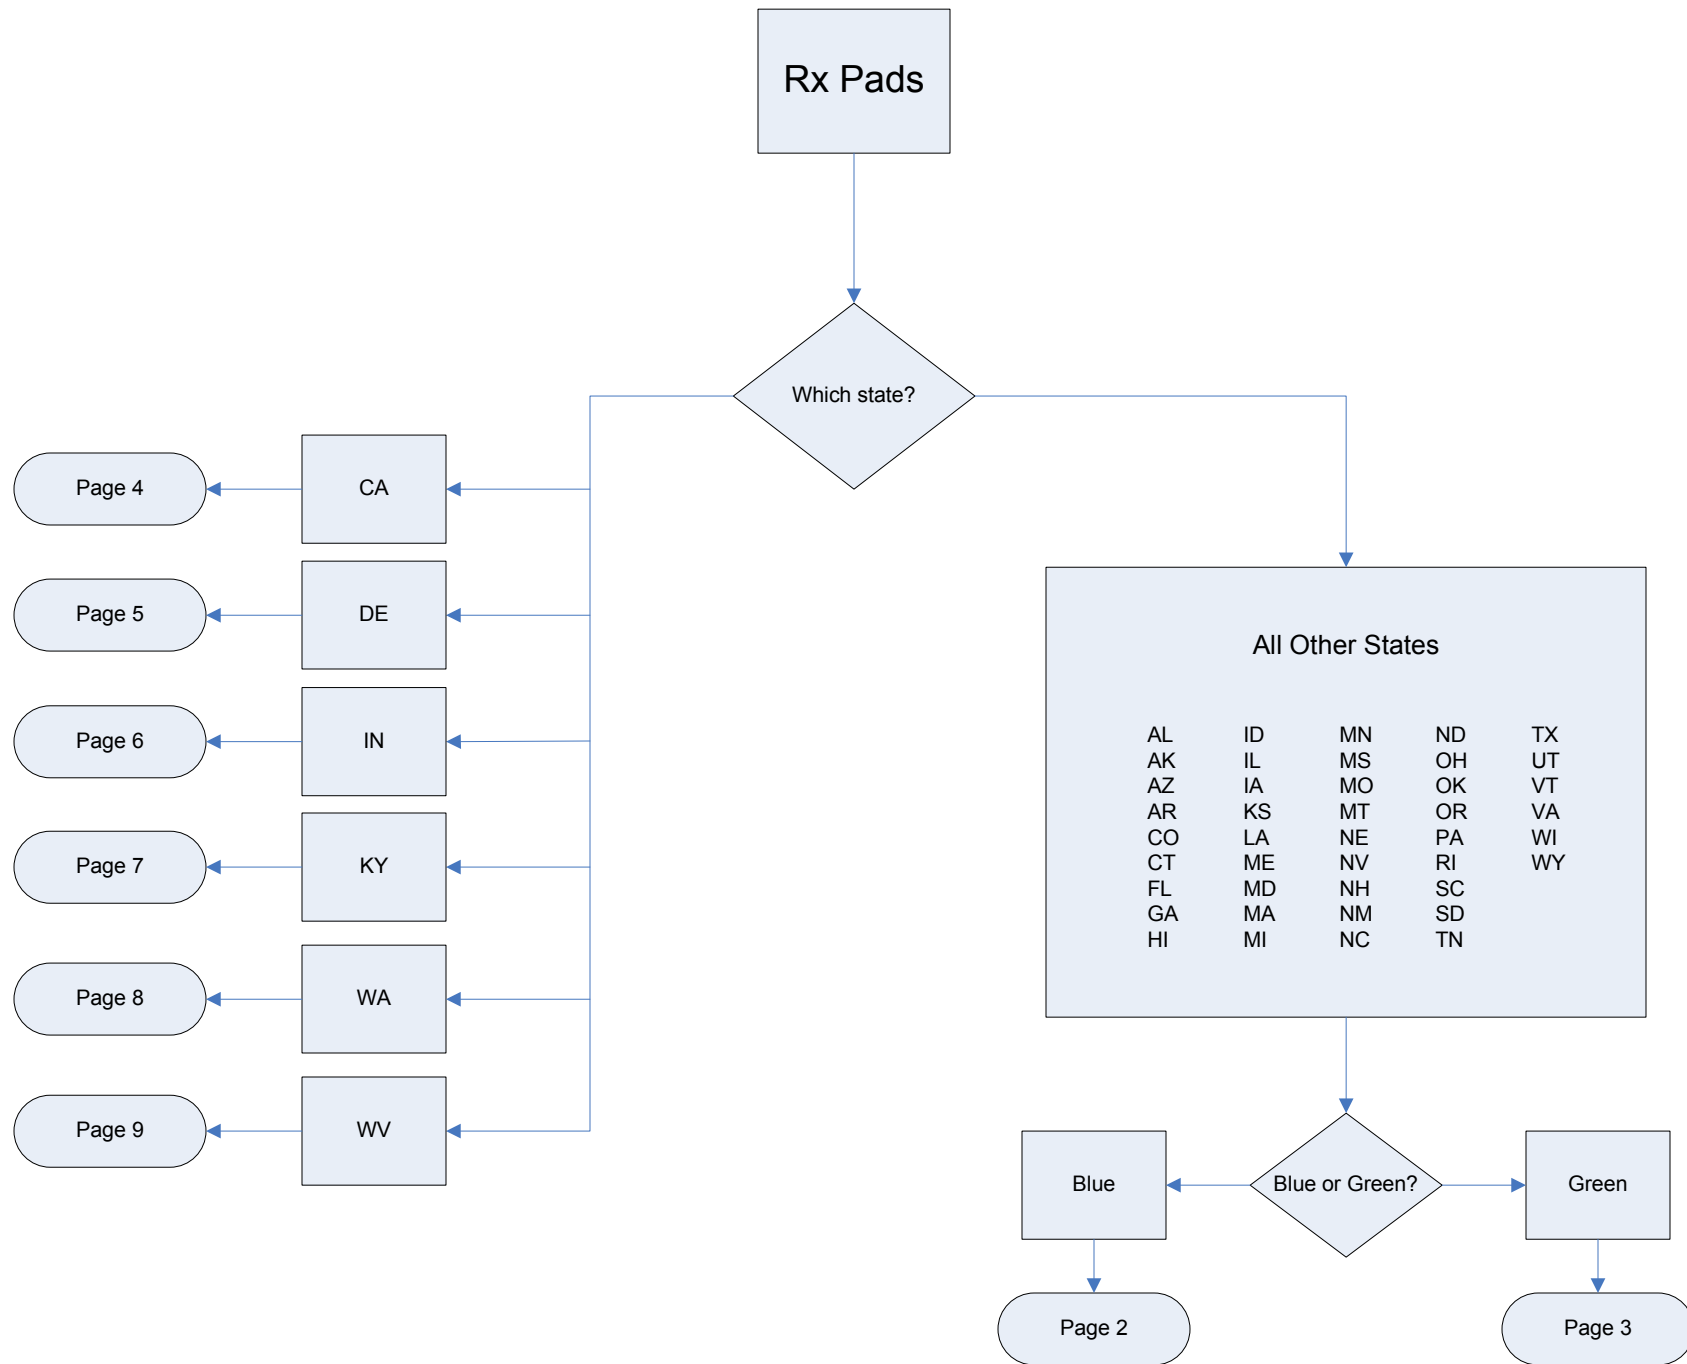 Rx Pads
Which state?
Page 4
CA
Page 5
DE
Page 6
IN
Page 7
KY
Page 8
WA
Page 9
WV
All Other States
AL ID MN ND TX
AK IL MS OH UT
AZ IA MO OK VT
AR KS MT OR VA
CO LA NE PA WI
CT ME NV RI WY
FL MD NH SC
GA MA NM SD
HI MI NC TN
Blue
Blue or Green?
Green
Page 2
Page 3